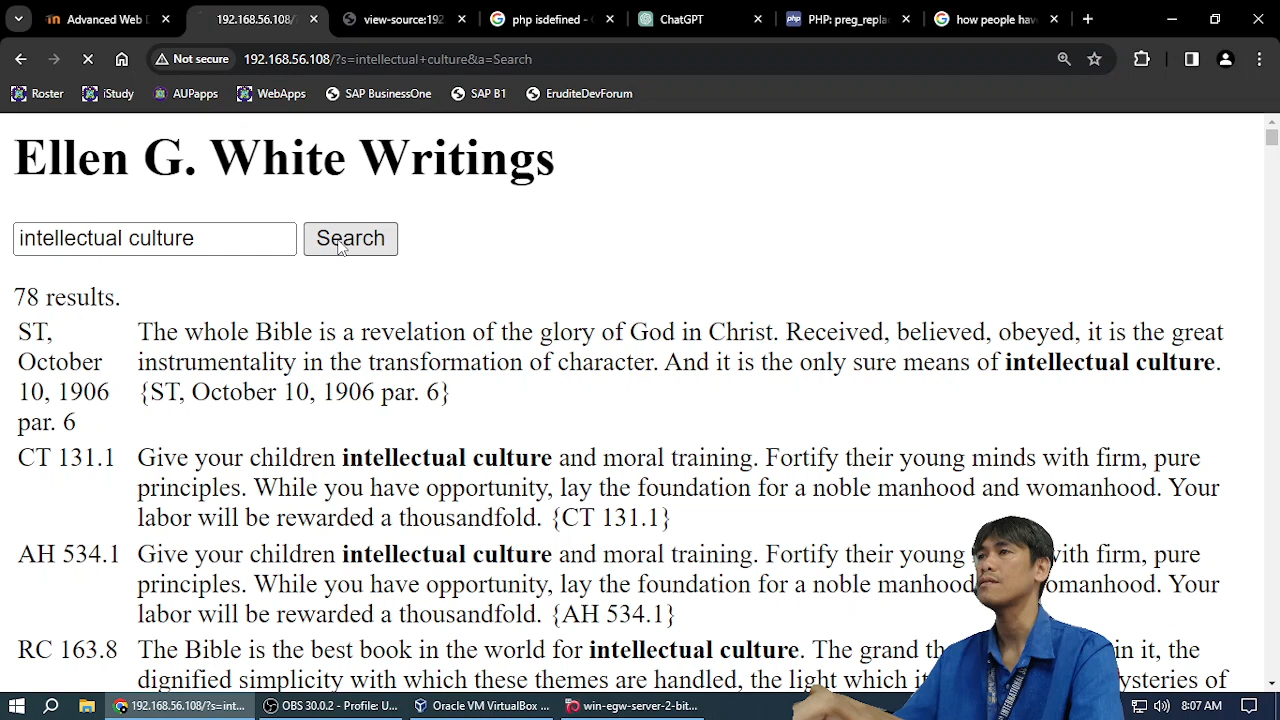 Advanced Web D
192.168.56.108/
view-source:192
php isdefined -
ChatGPT
PHP: preg_repla
how people hav
Not secure
192.168.56.108/?s=intellectual+culture&a=Search
Roster
iStudy
AUPapps
WebApps
SAP BusinessOne
SAP B1
EruditeDevForum
Ellen G. White Writings
intellectual culture
Search
78 results.
ST, The whole Bible is a revelation of the glory of God in Christ. Received, believed, obeyed, it is the great
October instrumentality in the transformation of character. And it is the only sure means of intellectual culture.
10, 1906 {ST, October 10, 1906 par. 6}
par. 6
CT 131.1 Give your children intellectual culture and moral training. Fortify their young minds with firm, pure
principles. While you have opportunity, lay the foundation for a noble manhood and womanhood. Your
labor will be rewarded a thousandfold. {CT 131.1}
AH 534.1 Give your children intellectual culture and moral training. Fortify their young with firm, pure
principles. While you have opportunity, lay the foundation for a noble manhood Your
labor will be rewarded a thousandfold. {AH 534.1}
RC 163.8 The Bible is the best book in the world for intellectual culture. The grand in it, the
dignified simplicity with which these themes are handled, the light which of
192.168.56.108/?s=int...
OBS 30.0.2 - Profile: U...
Oracle VM VirtualBox ...
win-egw-server-2-bit...
8:07 AM